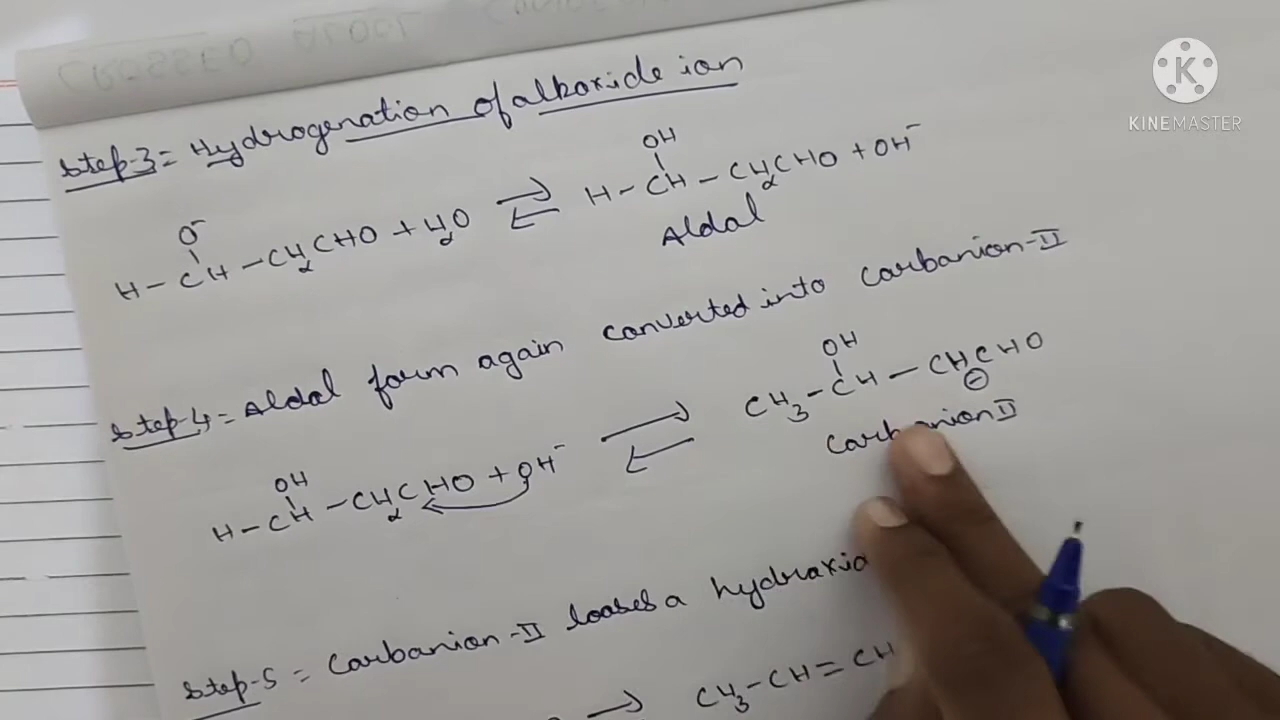 KINEMASTER
Step-3 = Hydrogenation of alkoxide ion
O⁻
H - CH - CH₂CHO + H₂O ⇌ H - CH - CH₂CHO + OH⁻
OH
Aldal
Step-4 = Aldal form again converted into carbanion-II
OH
H - CH - CH₂CHO + OH⁻ ⇌ CH₃ - CH - CHCHO
OH
⊖
Carbanion II
Step-5 = Carbanion-II looses a hydroxid
→ CH₃ - CH = CH